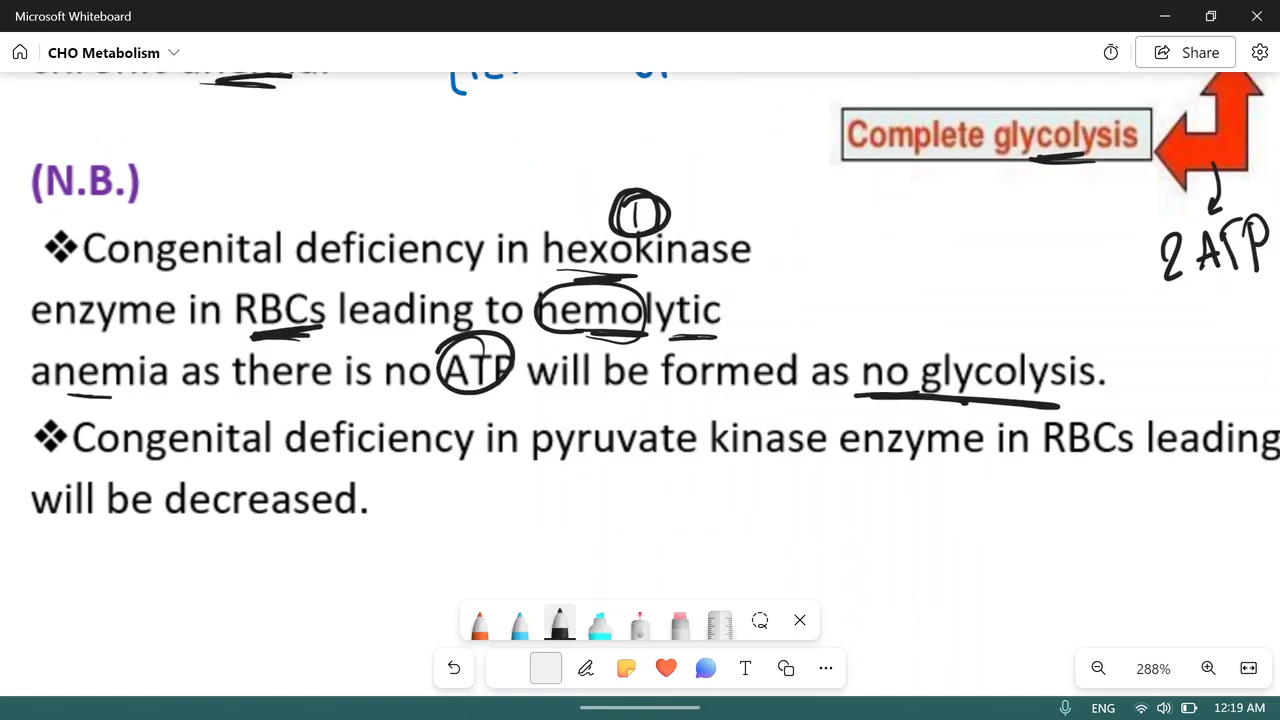 Microsoft Whiteboard
CHO Metabolism
Share
Complete glycolysis
2 ATP
(N.B.)
1
❖Congenital deficiency in hexokinase
enzyme in RBCs leading to hemolytic
anemia as there is no ATP will be formed as no glycolysis.
❖Congenital deficiency in pyruvate kinase enzyme in RBCs leading
will be decreased.
T
288%
ENG
12:19 AM